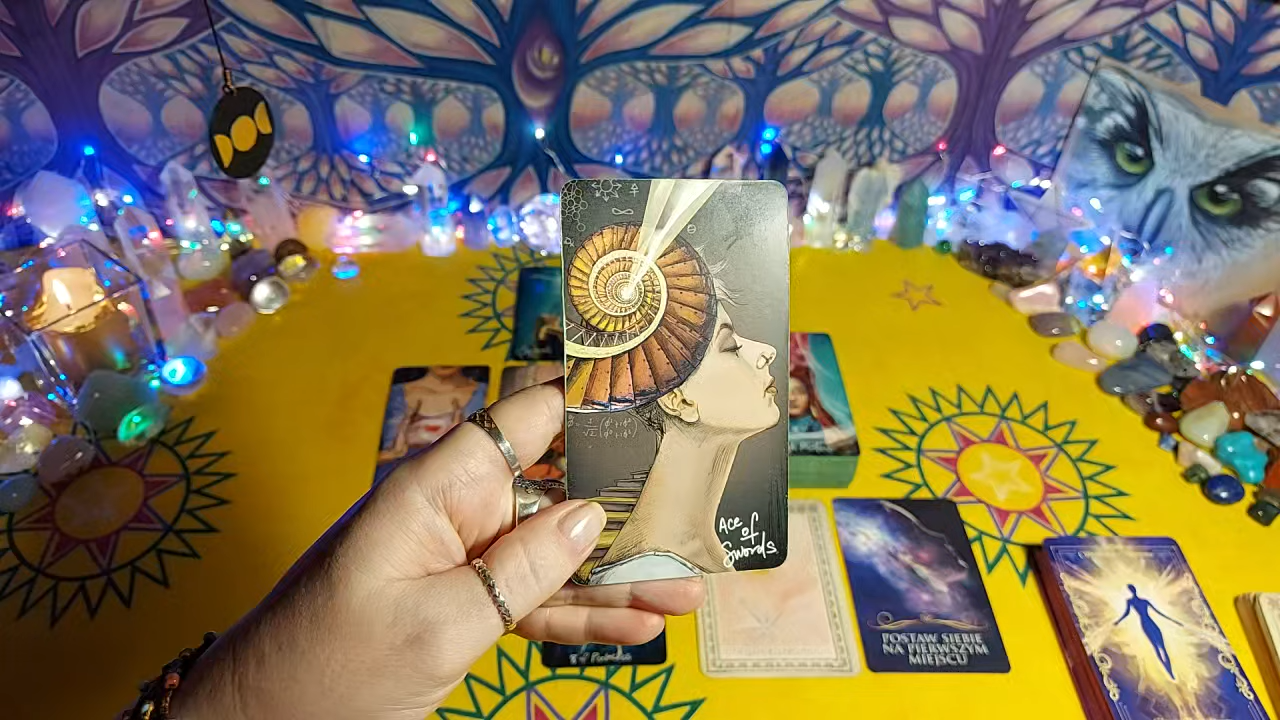 Ace
of
Swords
POSTAW SIEBIE
NA PIERWSZYM
MIEJSCU